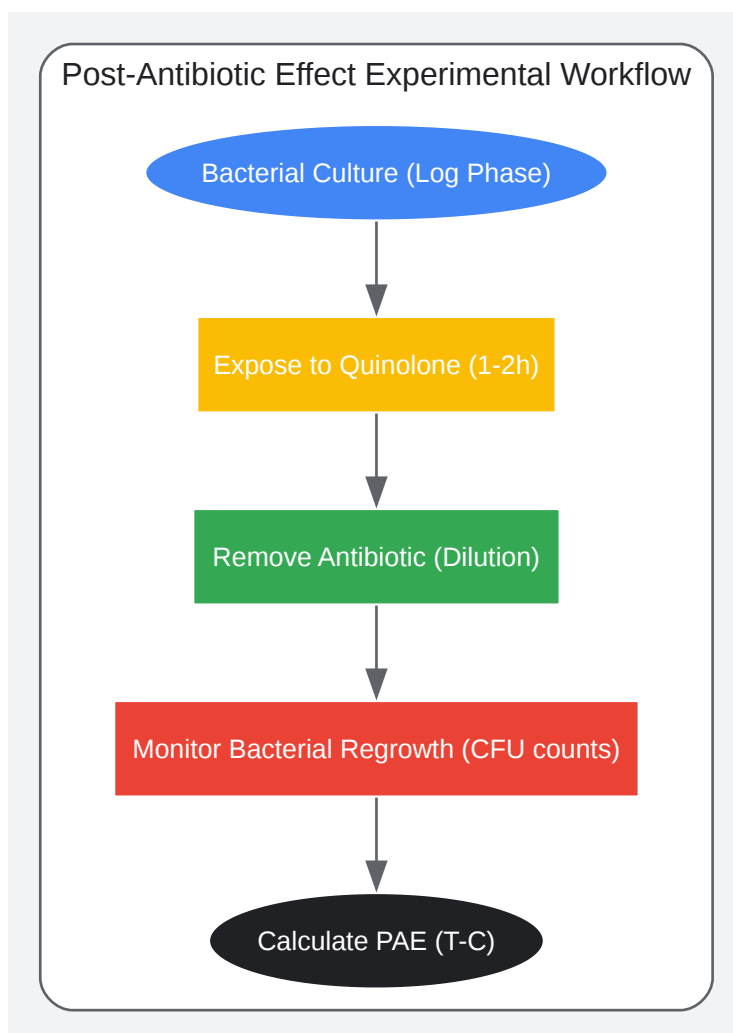 Post-Antibiotic Effect Experimental Workflow
Bacterial Culture (Log Phase)
Expose to Quinolone (1-2h)
Remove Antibiotic (Dilution)
Monitor Bacterial Regrowth (CFU counts)
Calculate PAE (T-C)